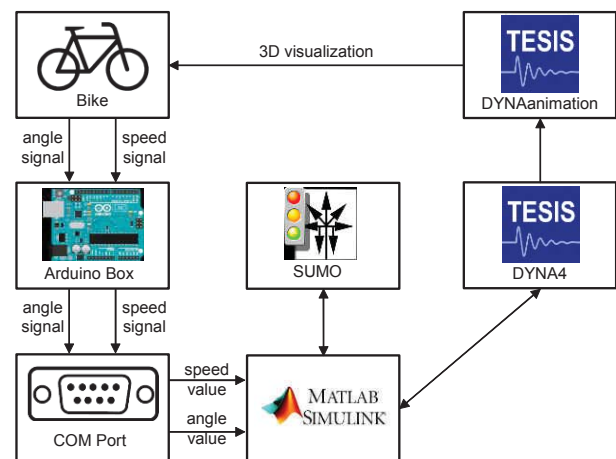 3D visualization
Bike
TESIS
DYNAanimation
angle
signal
speed
signal
Arduino Box
SUMO
TESIS
DYNA4
angle
signal
speed
signal
COM Port
speed
value
angle
value
MATLAB
SIMULINK